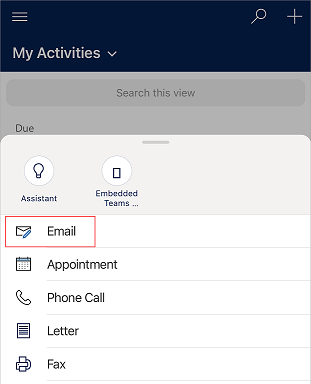 My Activities
Search this view
Due
Assistant
Embedded
Teams ...
Email
Appointment
Phone Call
Letter
Fax